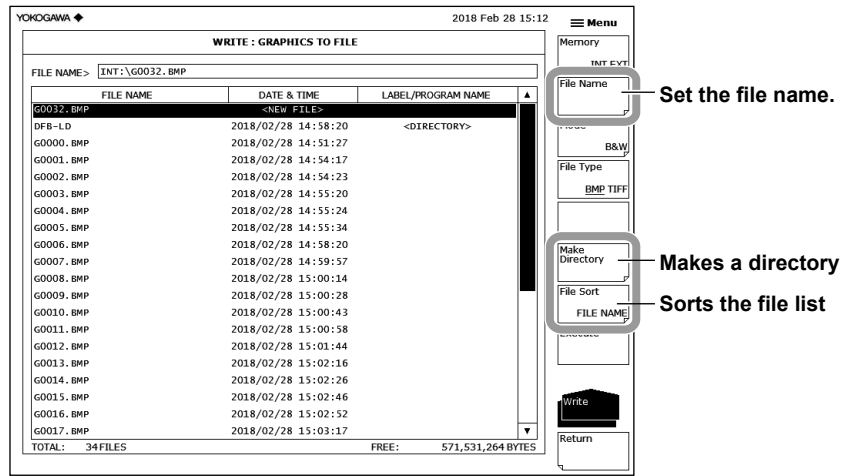 YOKOGAWA ◆ 2018 Feb 28 15:12
Menu
WRITE : GRAPHICS TO FILE
FILE NAME> INT:\G0032.BMP
FILE NAME DATE & TIME LABEL/PROGRAM NAME ▲
G0032.BMP <NEW FILE>
DFB-LD 2018/02/28 14:58:20 <DIRECTORY>
G0000.BMP 2018/02/28 14:51:27
G0001.BMP 2018/02/28 14:54:17
G0002.BMP 2018/02/28 14:54:23
G0003.BMP 2018/02/28 14:55:20
G0004.BMP 2018/02/28 14:55:24
G0005.BMP 2018/02/28 14:55:34
G0006.BMP 2018/02/28 14:58:20
G0007.BMP 2018/02/28 14:59:57
G0008.BMP 2018/02/28 15:00:14
G0009.BMP 2018/02/28 15:00:28
G0010.BMP 2018/02/28 15:00:43
G0011.BMP 2018/02/28 15:00:58
G0012.BMP 2018/02/28 15:01:44
G0013.BMP 2018/02/28 15:02:16
G0014.BMP 2018/02/28 15:02:26
G0015.BMP 2018/02/28 15:02:46
G0016.BMP 2018/02/28 15:02:52
G0017.BMP 2018/02/28 15:03:17 ▼
TOTAL: 34FILES FREE: 571,531,264 BYTES
Memory
INT EXT
File Name
Set the file name.
Mode
B&W
File Type
BMP TIFF
Make
Directory
Makes a directory
File Sort
FILE NAME
Sorts the file list
Execute
Write
Return